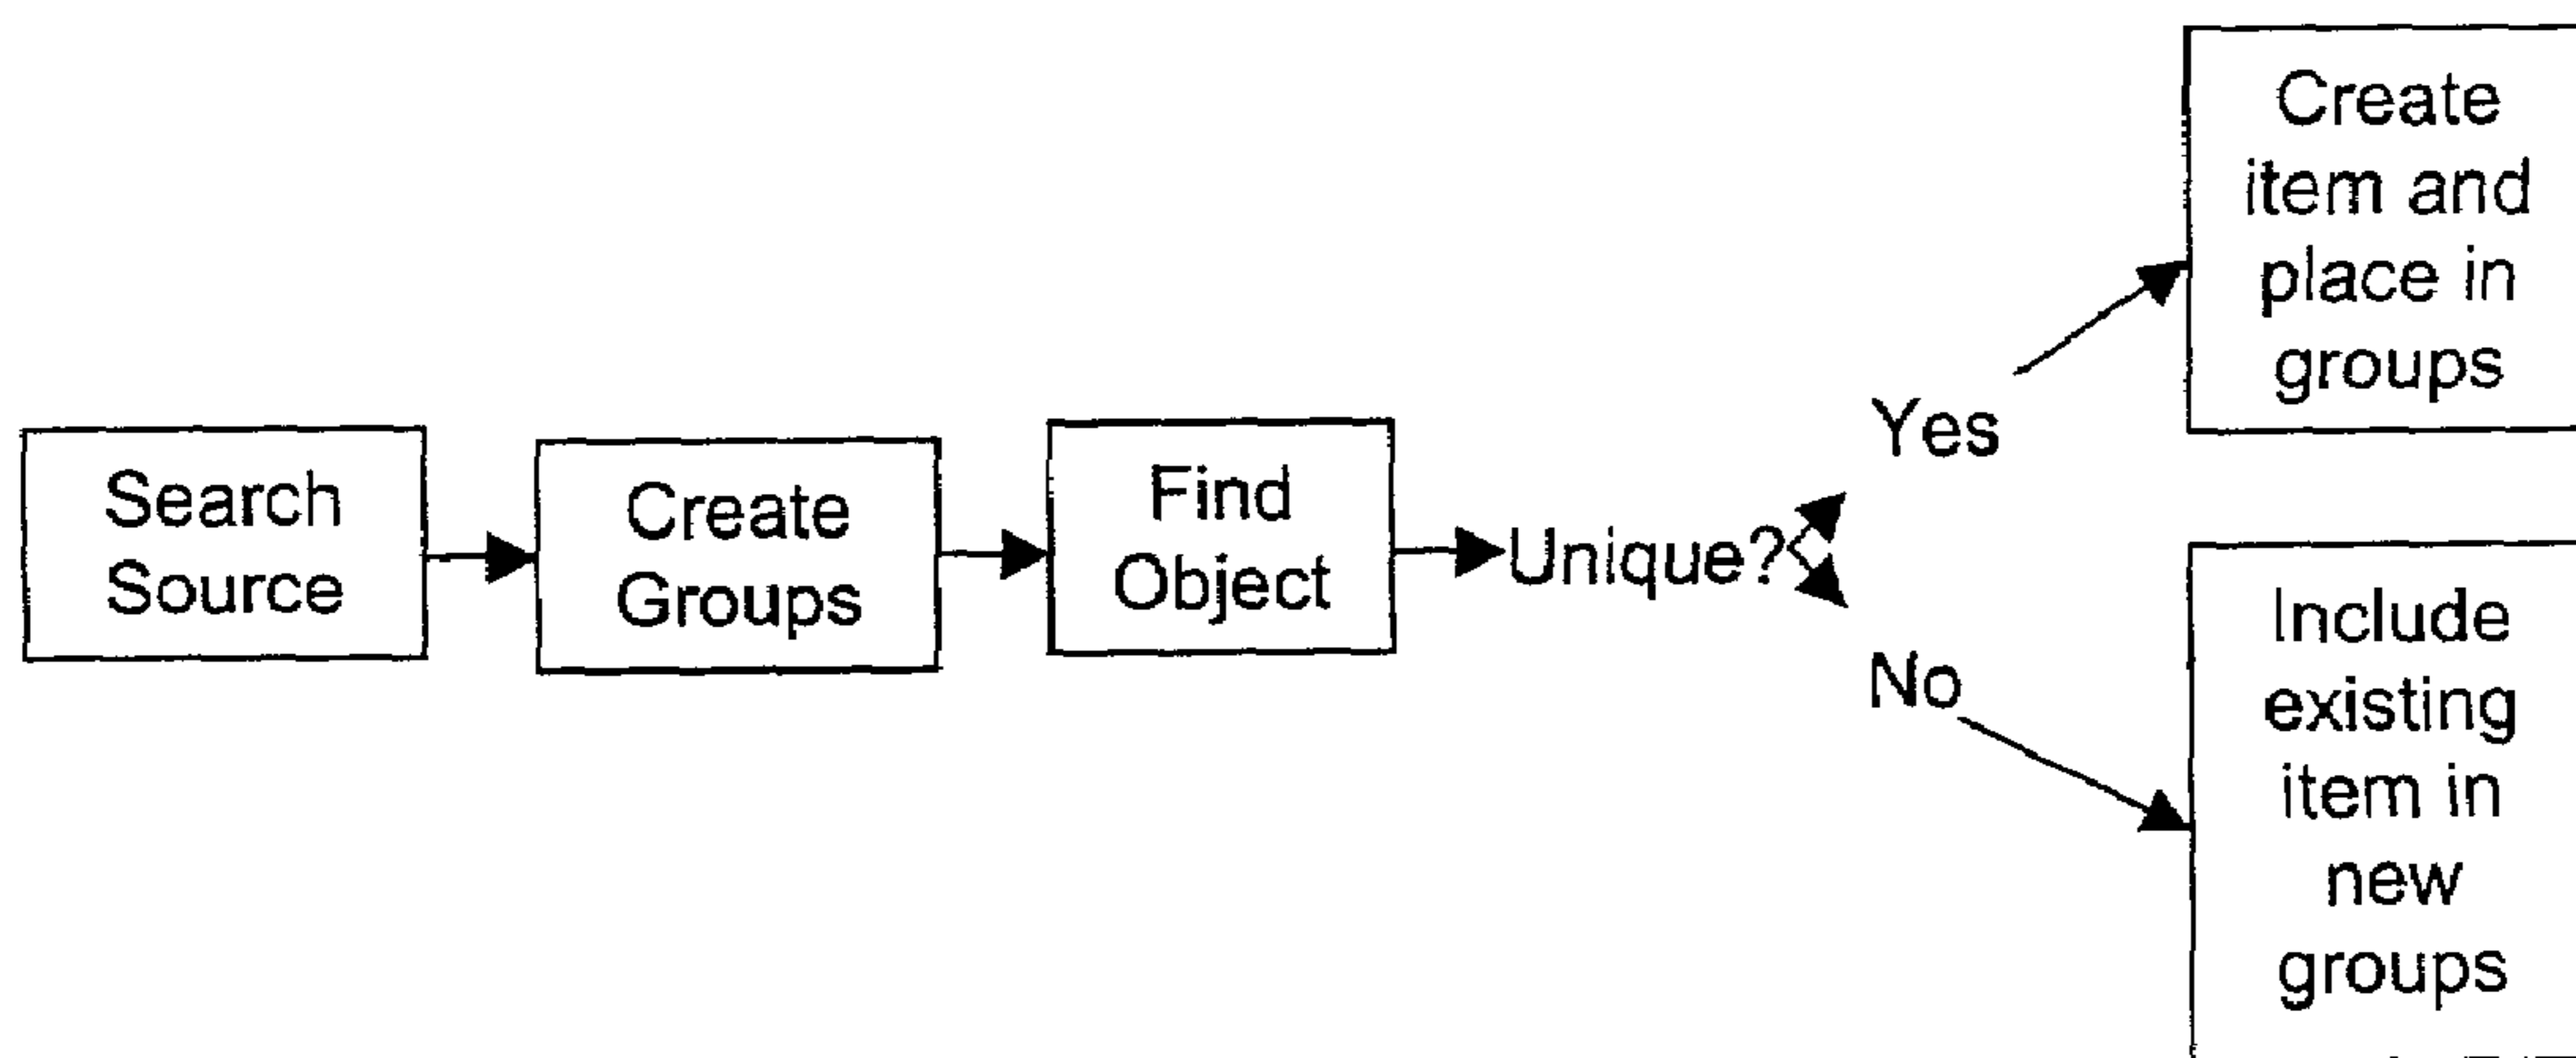 Search
Source
Create
Groups
Find
Object
Unique?
Yes
No
Create
item and
place in
groups
Include
existing
item in
new
groups